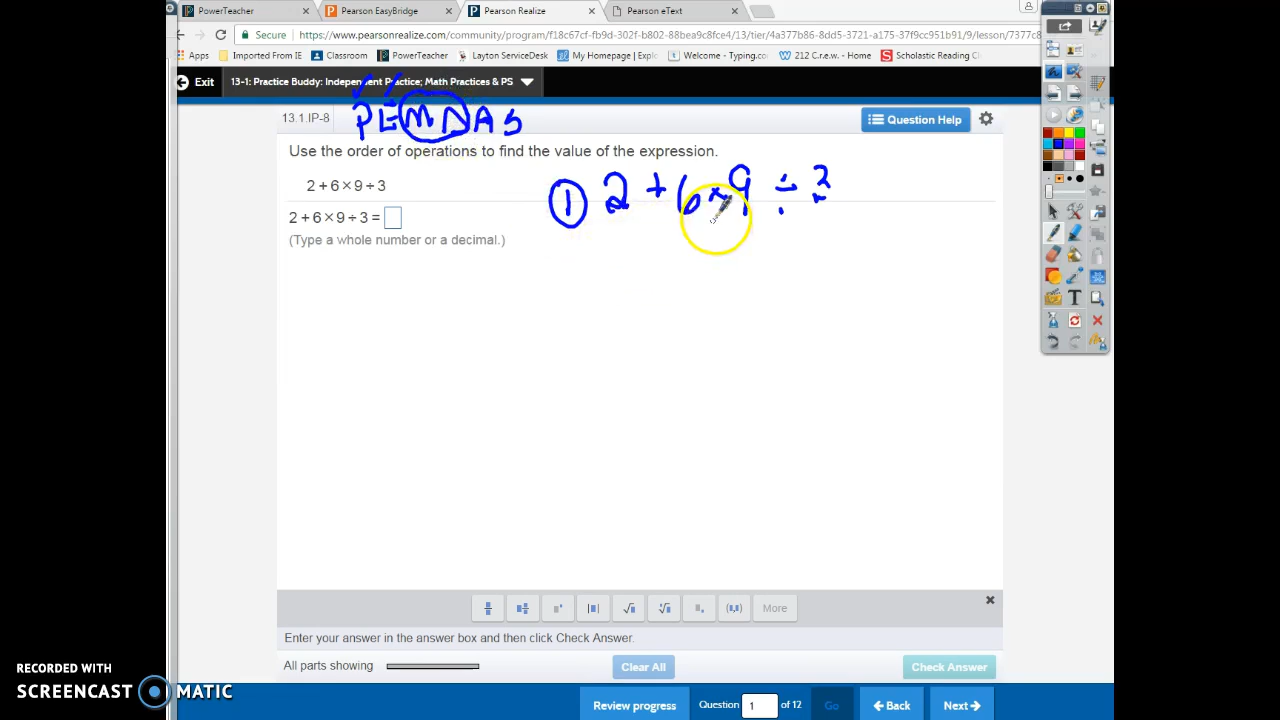 PowerTeacher
Pearson EasyBridge
Pearson Realize
Pearson eText
Secure
https://www.pearsonrealize.com/community/program/f18c67cf-fb9d-302f-b802-88bea9c8fce4/13/tier/4a377b86-8dd5-3721-a175-37f9cc951b91/9/lesson/7377c8
Apps
Imported From IE
Clade
Layton SeeDesk
My Homepage
Welcome - Typing.co
212 C.r.e.w. - Home
Scholastic Reading C
Exit
13-1: Practice Buddy: Independent Practice; Math Practices & PS
PEMDAS
13.1.IP-8
Question Help
Use the order of operations to find the value of the expression.
2 + 6 × 9 ÷ 3
① 2 + 6 × 9 ÷ 3
2 + 6 × 9 ÷ 3 =
(Type a whole number or a decimal.)
More
Enter your answer in the answer box and then click Check Answer.
All parts showing
Clear All
Check Answer
RECORDED WITH
SCREENCAST MATIC
Review progress
Question 1 of 12
Go
Back
Next